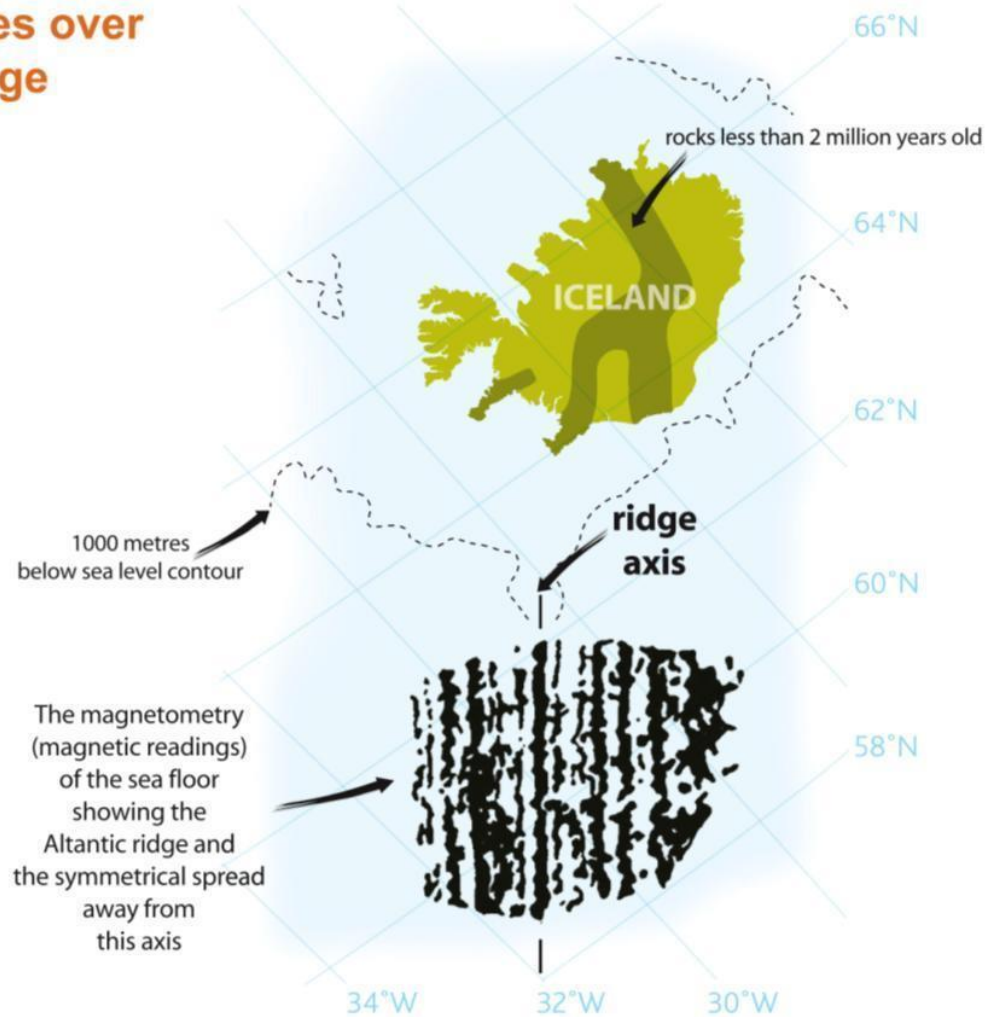 es over
ge
66°N
rocks less than 2 million years old
64°N
ICELAND
62°N
ridge
axis
1000 metres
below sea level contour
60°N
The magnetometry
(magnetic readings)
of the sea floor
showing the
Altantic ridge and
the symmetrical spread
away from
this axis
58°N
34°W
32°W
30°W